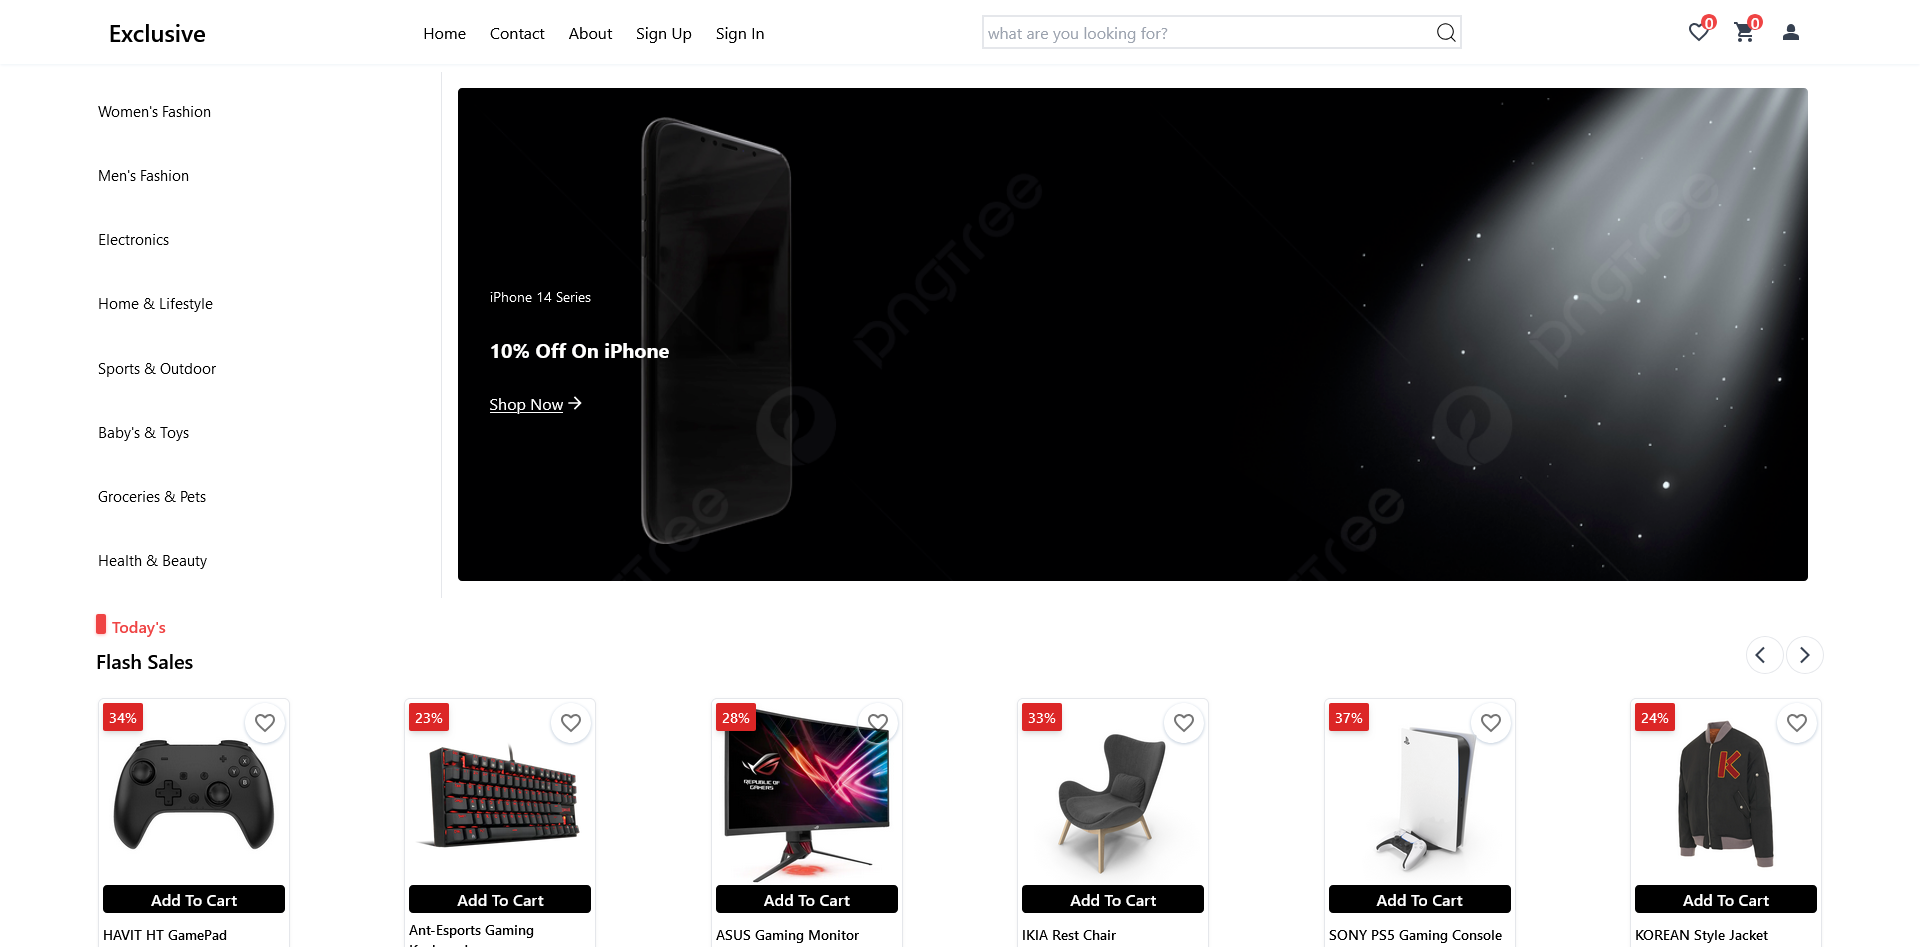 Exclusive
Home Contact About Sign Up Sign In
what are you looking for?
0
0
Women's Fashion
Men's Fashion
Electronics
Home & Lifestyle
Sports & Outdoor
Baby's & Toys
Groceries & Pets
Health & Beauty
iPhone 14 Series
10% Off On iPhone
Shop Now
pngtree
pngtree
pngtree
pngtree
Today's
Flash Sales
34%
Add To Cart
HAVIT HT GamePad
23%
Add To Cart
Ant-Esports Gaming
28%
REPUBLIC OF
GAMERS
Add To Cart
ASUS Gaming Monitor
33%
Add To Cart
IKIA Rest Chair
37%
Add To Cart
SONY PS5 Gaming Console
24%
K
Add To Cart
KOREAN Style Jacket